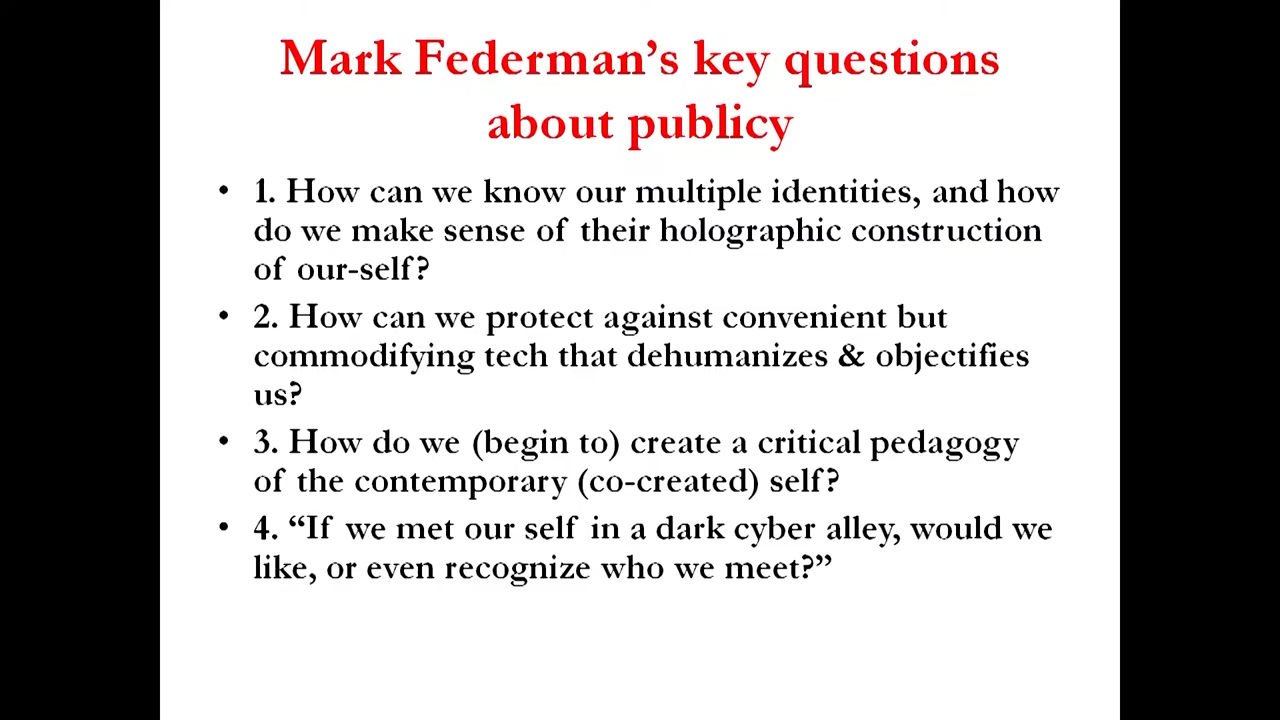 Mark Federman’s key questions
about publicy
• 1. How can we know our multiple identities, and how
do we make sense of their holographic construction
of our-self?
• 2. How can we protect against convenient but
commodifying tech that dehumanizes & objectifies
us?
• 3. How do we (begin to) create a critical pedagogy
of the contemporary (co-created) self?
• 4. “If we met our self in a dark cyber alley, would we
like, or even recognize who we meet?”